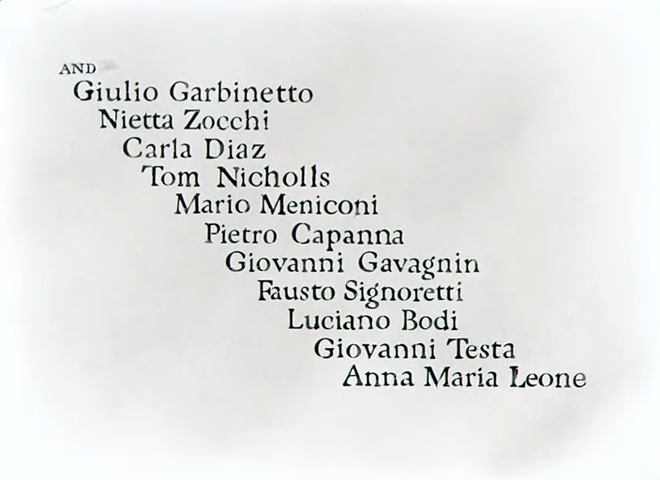 AND
Giulio Garbinetto
Nietta Zocchi
Carla Diaz
Tom Nicholls
Mario Meniconi
Pietro Capanna
Giovanni Gavagnin
Fausto Signoretti
Luciano Bodi
Giovanni Testa
Anna Maria Leone